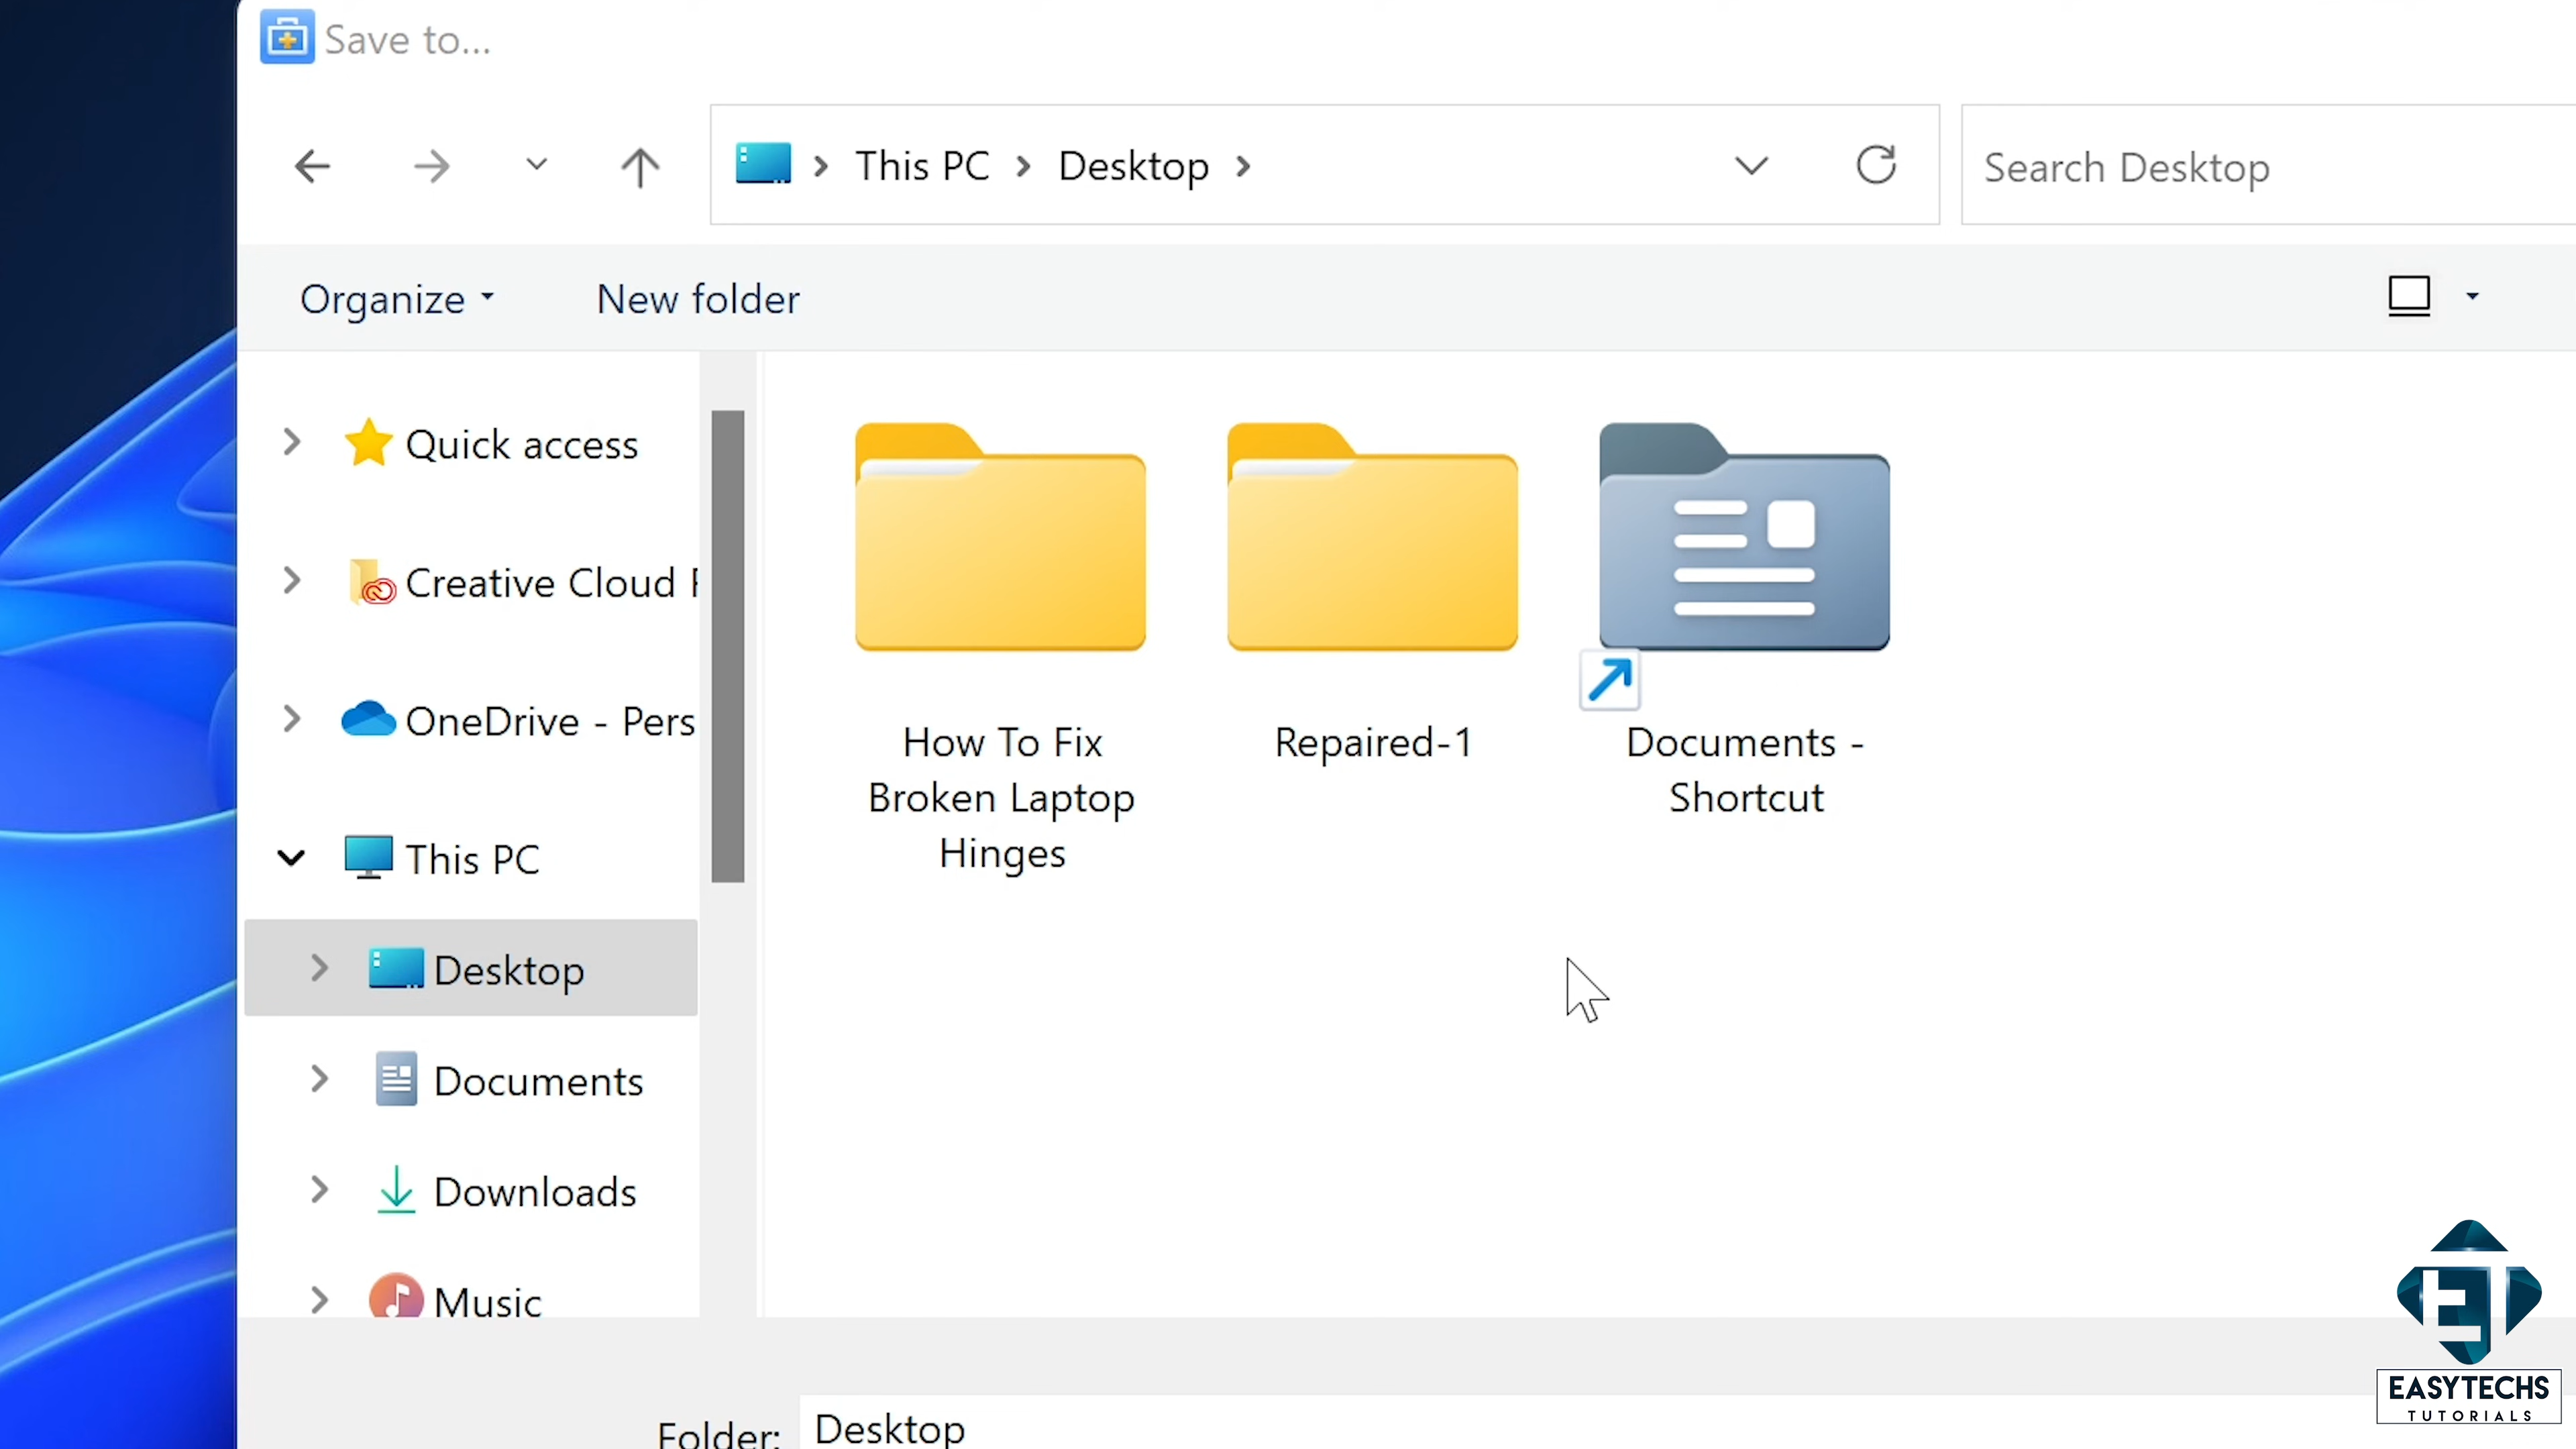 Save to...
This PC
Desktop
Search Desktop
Organize
New folder
Quick access
Creative Cloud F
OneDrive - Pers
This PC
Desktop
Documents
Downloads
Music
How To Fix
Broken Laptop
Hinges
Repaired-1
Documents -
Shortcut
Folder:
Desktop
ET
EASYTECHS
TUTORIALS